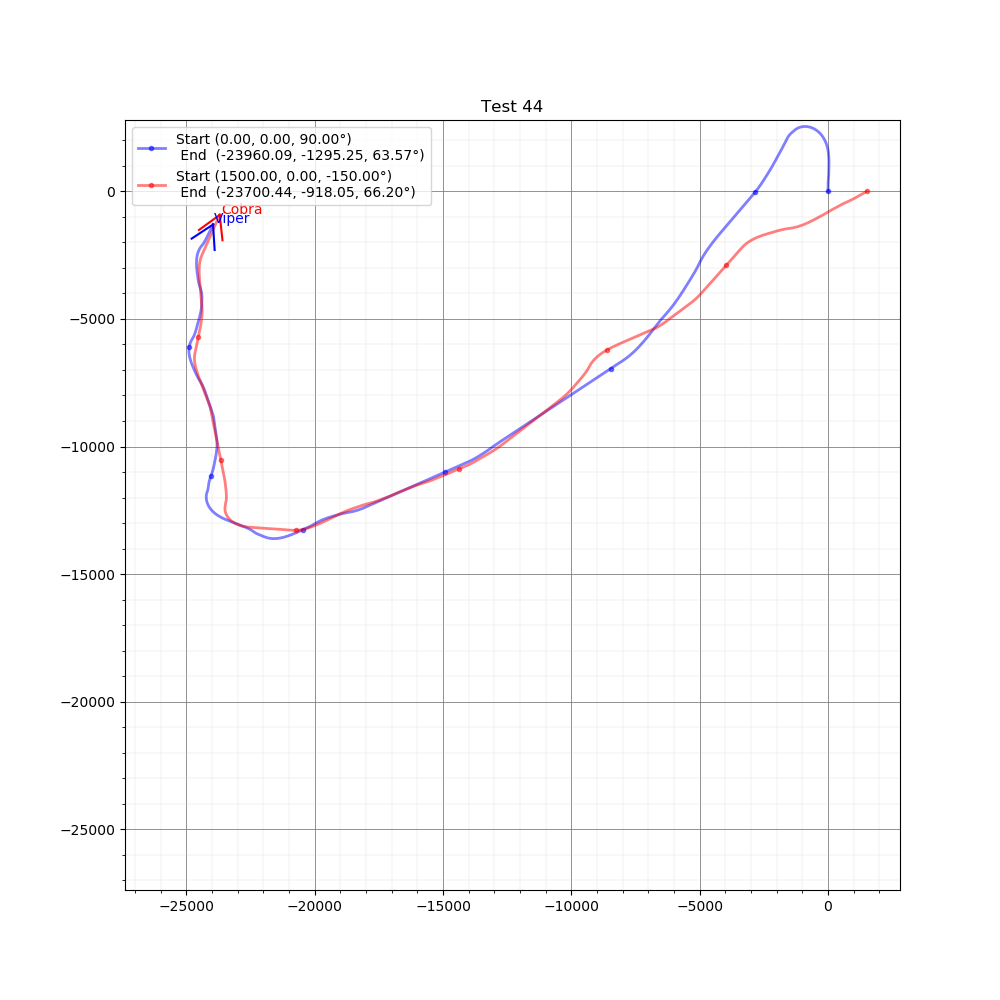 Test 44
Start (0.00, 0.00, 90.00°)
End (-23960.09, -1295.25, 63.57°)
Start (1500.00, 0.00, -150.00°)
End (-23700.44, -918.05, 66.20°)
0
Cobra
Viper
−5000
−10000
−15000
−20000
−25000
−25000 −20000 −15000 −10000 −5000 0